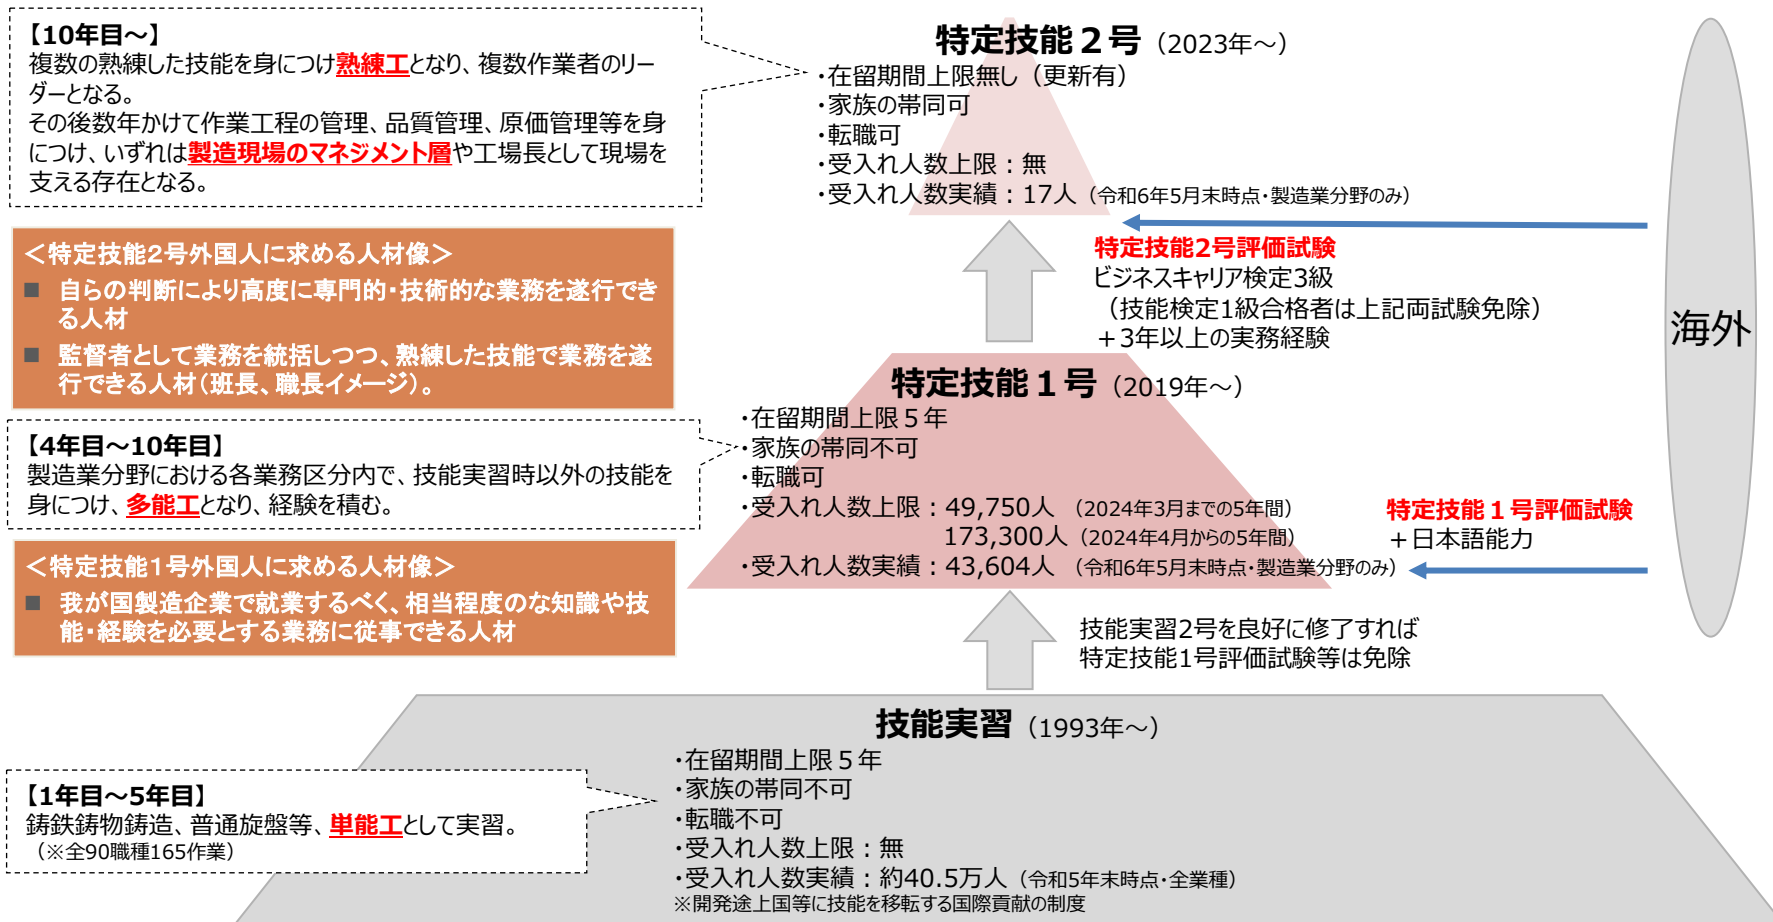 【10年目～】
複数の熟練した技能を身につけ熟練工となり、複数作業者のリー
ダーとなる。
その後数年かけて作業工程の管理、品質管理、原価管理等を身
につけ、いずれは製造現場のマネジメント層や工場長として現場を
支える存在となる。
特定技能２号（2023年～）
・在留期間上限無し（更新有）
・家族の帯同可
・転職可
・受入れ人数上限：無
・受入れ人数実績：17人（令和6年5月末時点・製造業分野のみ）
＜特定技能2号外国人に求める人材像＞
■ 自らの判断により高度に専門的・技術的な業務を遂行でき
る人材
■ 監督者として業務を統括しつつ、熟練した技能で業務を遂
行できる人材（班長、職長イメージ）。
特定技能2号評価試験
ビジネスキャリア検定3級
（技能検定1級合格者は上記両試験免除）
＋3年以上の実務経験
海外
【4年目～10年目】
製造業分野における各業務区分内で、技能実習時以外の技能を
身につけ、多能工となり、経験を積む。
特定技能１号（2019年～）
・在留期間上限５年
・家族の帯同不可
・転職可
・受入れ人数上限：49,750人（2024年3月までの5年間）
173,300人（2024年4月からの5年間）
・受入れ人数実績：43,604人（令和6年5月末時点・製造業分野のみ）
特定技能１号評価試験
＋日本語能力
＜特定技能1号外国人に求める人材像＞
■ 我が国製造企業で就業するべく、相当程度のな知識や技
能・経験を必要とする業務に従事できる人材
技能実習2号を良好に修了すれば
特定技能1号評価試験等は免除
技能実習（1993年～）
・在留期間上限５年
・家族の帯同不可
・転職不可
・受入れ人数上限：無
・受入れ人数実績：約40.5万人（令和5年末時点・全業種）
※開発途上国等に技能を移転する国際貢献の制度
【1年目～5年目】
鋳鉄鋳物鋳造、普通旋盤等、単能工として実習。
（※全90職種165作業）